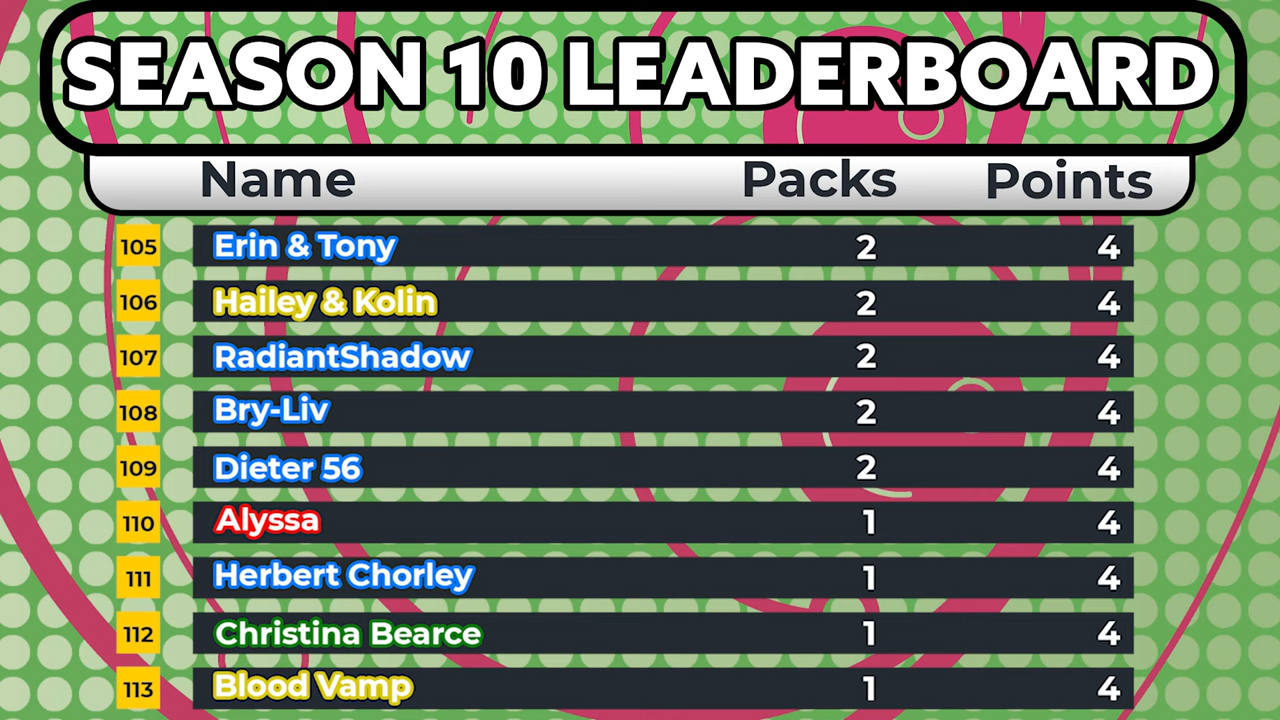 SEASON 10 LEADERBOARD
Name Packs Points
105 Erin & Tony 2 4
106 Hailey & Kolin 2 4
107 RadiantShadow 2 4
108 Bry-Liv 2 4
109 Dieter 56 2 4
110 Alyssa 1 4
111 Herbert Chorley 1 4
112 Christina Bearce 1 4
113 Blood Vamp 1 4